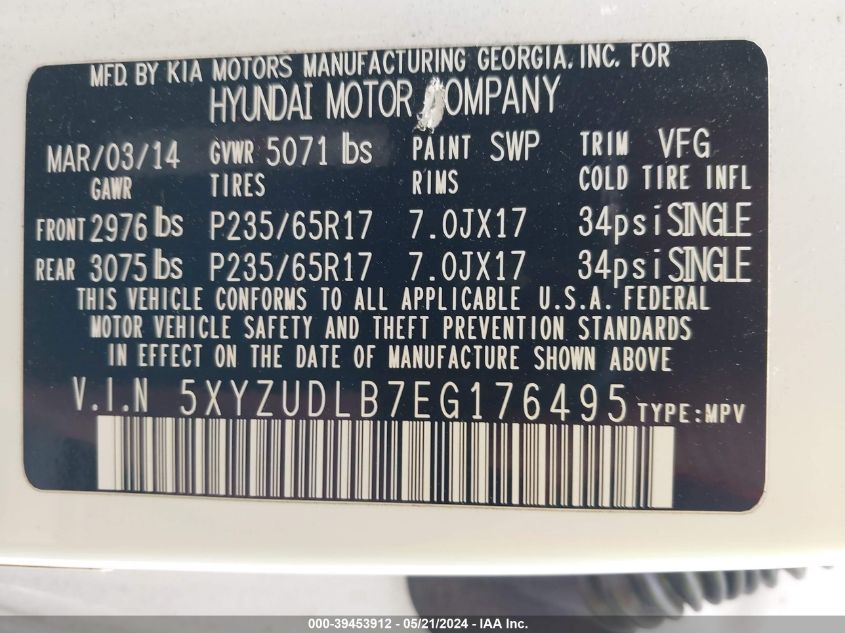 MFD. BY KIA MOTORS MANUFACTURING GEORGIA, INC. FOR
HYUNDAI MOTOR COMPANY
MAR/03/14 GVWR 5071 lbs PAINT SWP TRIM VFG
GAWR TIRES RIMS COLD TIRE INFL
FRONT 2976 lbs P235/65R17 7.0JX17 34psi SINGLE
REAR 3075 lbs P235/65R17 7.0JX17 34psi SINGLE
THIS VEHICLE CONFORMS TO ALL APPLICABLE U.S.A. FEDERAL
MOTOR VEHICLE SAFETY AND THEFT PREVENTION STANDARDS
IN EFFECT ON THE DATE OF MANUFACTURE SHOWN ABOVE
V.I.N 5XYZUDLB7EG176495 TYPE:MPV
000-39453912 - 05/21/2024 - IAA Inc.